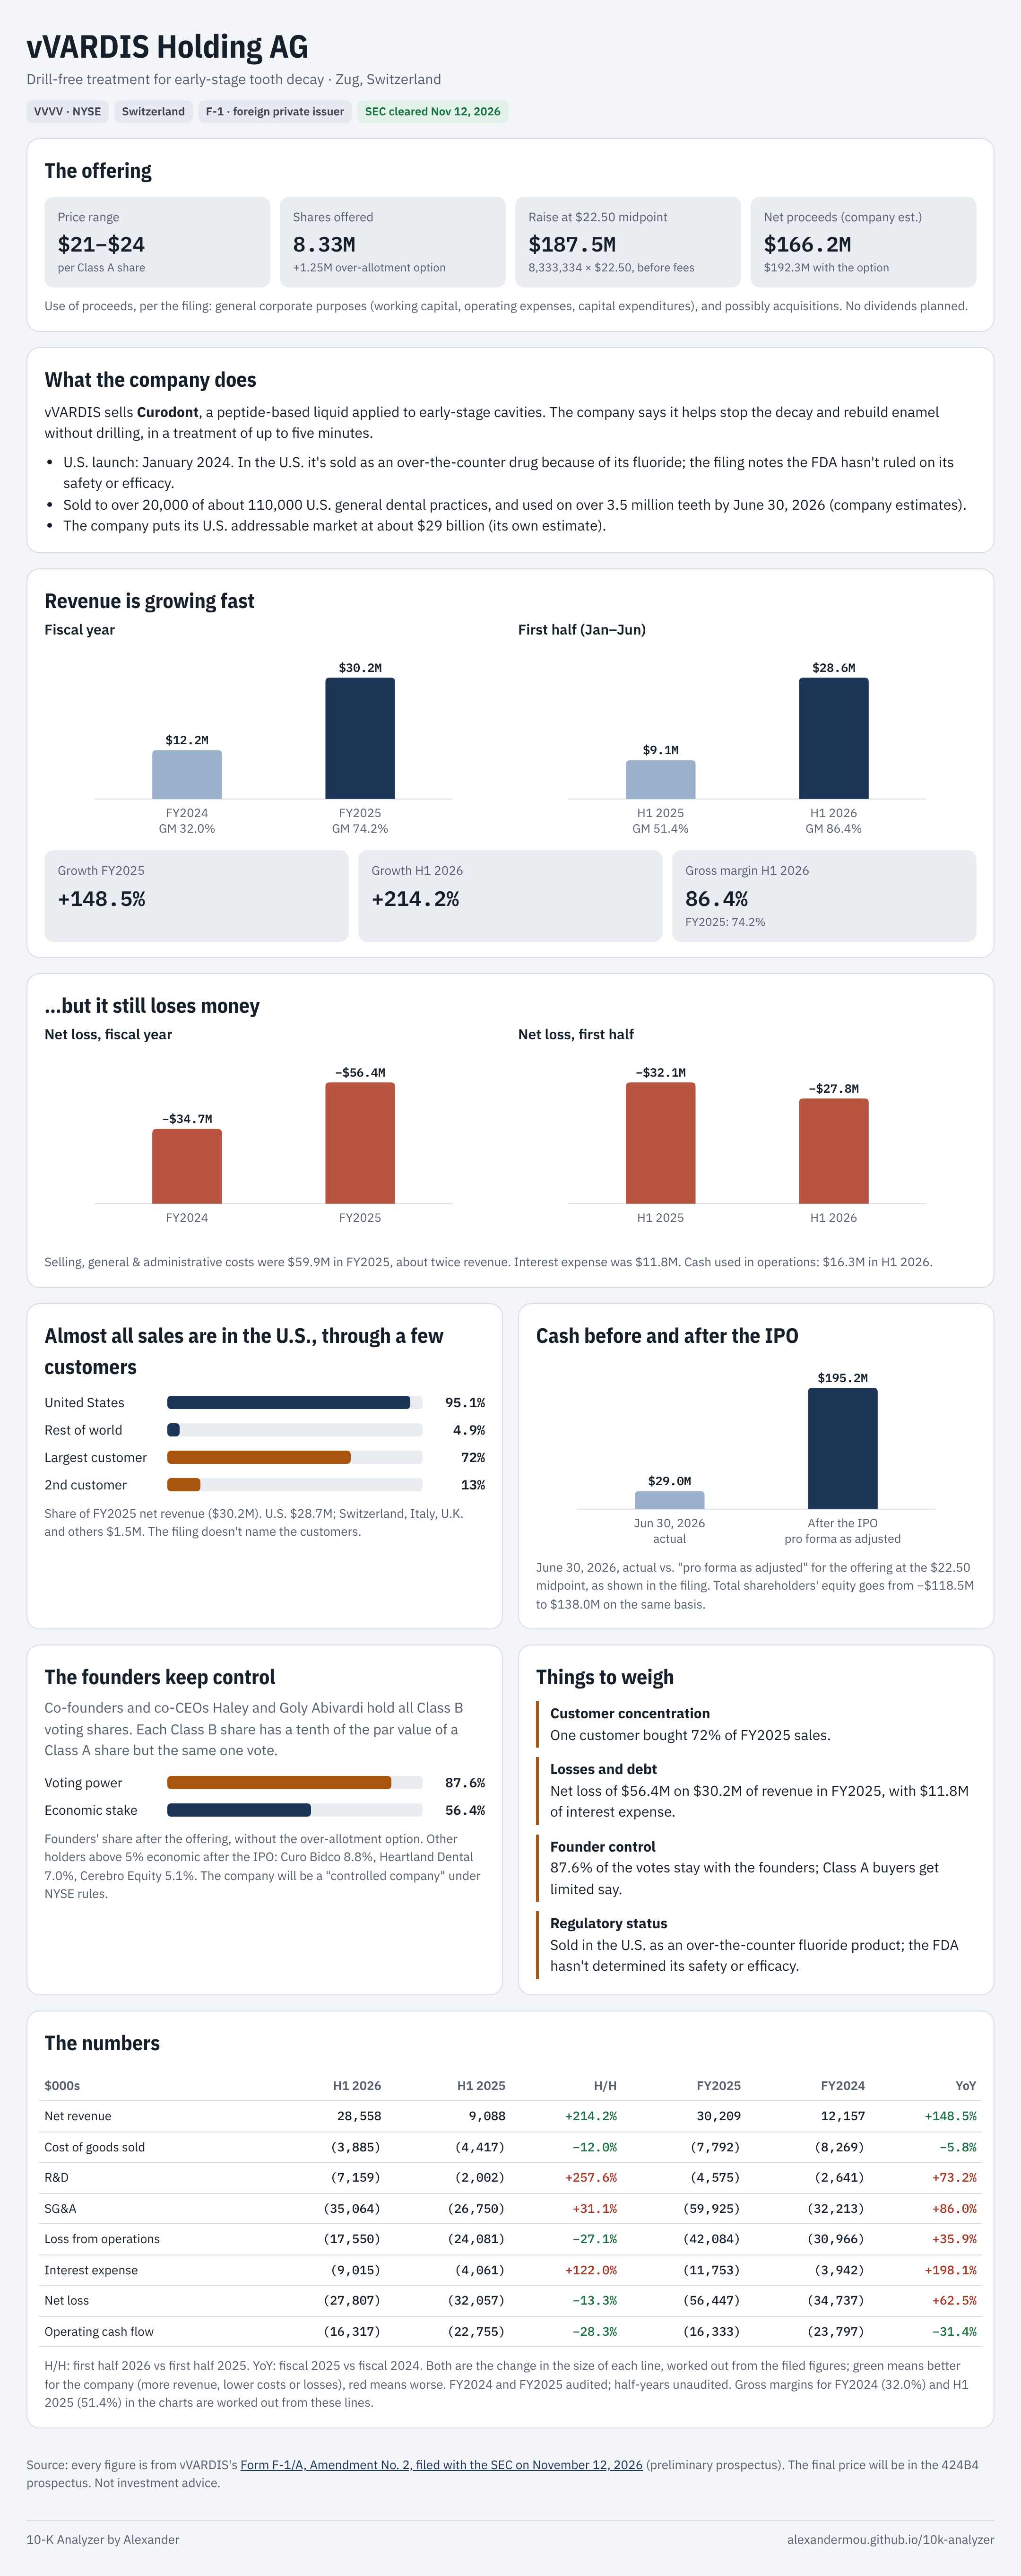 vVARDIS Holding AG
Drill-free treatment for early-stage tooth decay · Zug, Switzerland
VVVV · NYSE Switzerland F-1 · foreign private issuer SEC cleared Nov 12, 2026
The offering
Price range
$21–$24
per Class A share
Shares offered
8.33M
+1.25M over-allotment option
Raise at $22.50 midpoint
$187.5M
8,333,334 × $22.50, before fees
Net proceeds (company est.)
$166.2M
$192.3M with the option
Use of proceeds, per the filing: general corporate purposes (working capital, operating expenses, capital expenditures), and possibly acquisitions. No dividends planned.
What the company does
vVARDIS sells Curodont, a peptide-based liquid applied to early-stage cavities. The company says it helps stop the decay and rebuild enamel
without drilling, in a treatment of up to five minutes.
• U.S. launch: January 2024. In the U.S. it's sold as an over-the-counter drug because of its fluoride; the filing notes the FDA hasn't ruled on its
safety or efficacy.
• Sold to over 20,000 of about 110,000 U.S. general dental practices, and used on over 3.5 million teeth by June 30, 2026 (company estimates).
• The company puts its U.S. addressable market at about $29 billion (its own estimate).
Revenue is growing fast
Fiscal year
$12.2M
$30.2M
FY2024
GM 32.0%
FY2025
GM 74.2%
First half (Jan–Jun)
$9.1M
$28.6M
H1 2025
GM 51.4%
H1 2026
GM 86.4%
Growth FY2025
+148.5%
Growth H1 2026
+214.2%
Gross margin H1 2026
86.4%
FY2025: 74.2%
...but it still loses money
Net loss, fiscal year
−$34.7M
−$56.4M
FY2024
FY2025
Net loss, first half
−$32.1M
−$27.8M
H1 2025
H1 2026
Selling, general & administrative costs were $59.9M in FY2025, about twice revenue. Interest expense was $11.8M. Cash used in operations: $16.3M in H1 2026.
Almost all sales are in the U.S., through a few
customers
United States 95.1%
Rest of world 4.9%
Largest customer 72%
2nd customer 13%
Share of FY2025 net revenue ($30.2M). U.S. $28.7M; Switzerland, Italy, U.K.
and others $1.5M. The filing doesn't name the customers.
Cash before and after the IPO
$29.0M
$195.2M
Jun 30, 2026
actual
After the IPO
pro forma as adjusted
June 30, 2026, actual vs. "pro forma as adjusted" for the offering at the $22.50
midpoint, as shown in the filing. Total shareholders' equity goes from −$118.5M
to $138.0M on the same basis.
The founders keep control
Co-founders and co-CEOs Haley and Goly Abivardi hold all Class B
voting shares. Each Class B share has a tenth of the par value of a
Class A share but the same one vote.
Voting power 87.6%
Economic stake 56.4%
Founders' share after the offering, without the over-allotment option. Other
holders above 5% economic after the IPO: Curo Bidco 8.8%, Heartland Dental
7.0%, Cerebro Equity 5.1%. The company will be a "controlled company" under
NYSE rules.
Things to weigh
Customer concentration
One customer bought 72% of FY2025 sales.
Losses and debt
Net loss of $56.4M on $30.2M of revenue in FY2025, with $11.8M
of interest expense.
Founder control
87.6% of the votes stay with the founders; Class A buyers get
limited say.
Regulatory status
Sold in the U.S. as an over-the-counter fluoride product; the FDA
hasn't determined its safety or efficacy.
The numbers
$000s H1 2026 H1 2025 H/H FY2025 FY2024 YoY
Net revenue 28,558 9,088 +214.2% 30,209 12,157 +148.5%
Cost of goods sold (3,885) (4,417) −12.0% (7,792) (8,269) −5.8%
R&D (7,159) (2,002) +257.6% (4,575) (2,641) +73.2%
SG&A (35,064) (26,750) +31.1% (59,925) (32,213) +86.0%
Loss from operations (17,550) (24,081) −27.1% (42,084) (30,966) +35.9%
Interest expense (9,015) (4,061) +122.0% (11,753) (3,942) +198.1%
Net loss (27,807) (32,057) −13.3% (56,447) (34,737) +62.5%
Operating cash flow (16,317) (22,755) −28.3% (16,333) (23,797) −31.4%
H/H: first half 2026 vs first half 2025. YoY: fiscal 2025 vs fiscal 2024. Both are the change in the size of each line, worked out from the filed figures; green means better
for the company (more revenue, lower costs or losses), red means worse. FY2024 and FY2025 audited; half-years unaudited. Gross margins for FY2024 (32.0%) and H1
2025 (51.4%) in the charts are worked out from these lines.
Source: every figure is from vVARDIS's Form F-1/A, Amendment No. 2, filed with the SEC on November 12, 2026 (preliminary prospectus). The final price will be in the 424B4
prospectus. Not investment advice.
10-K Analyzer by Alexander
alexandermou.github.io/10k-analyzer